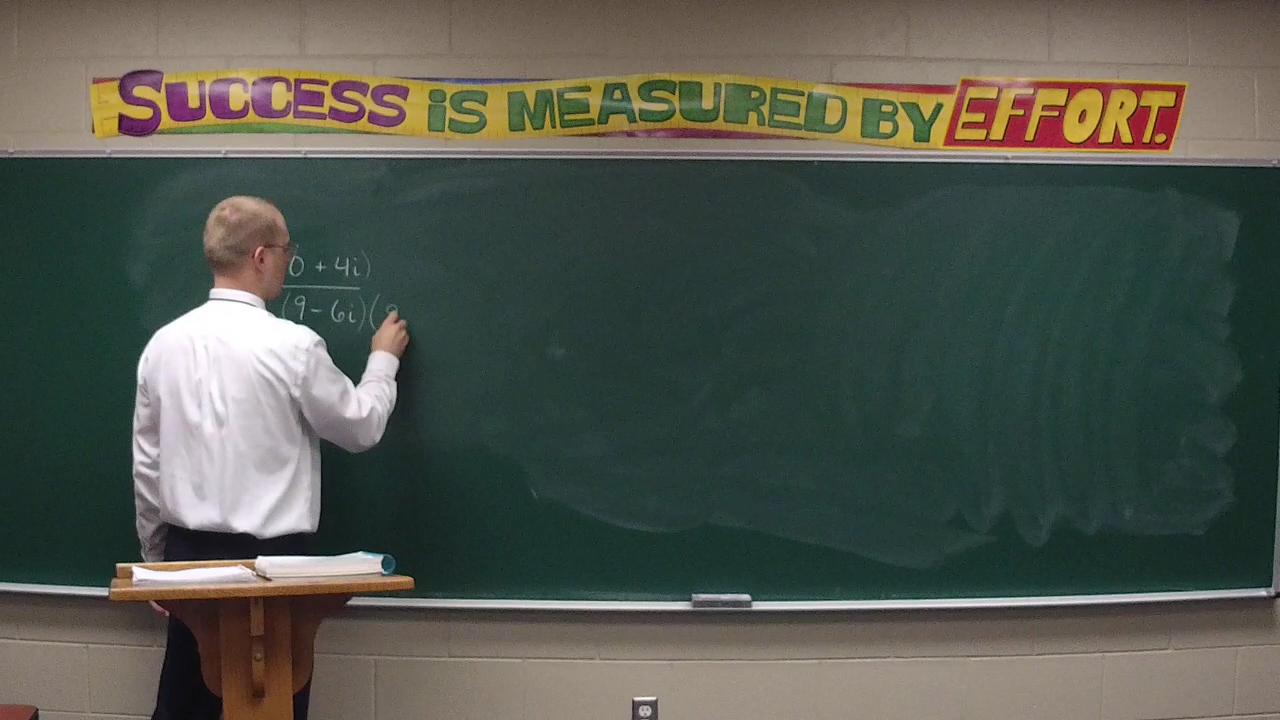 SUCCESS iS MEASURED BY EFFORT.
0 + 4i)
(9 - 6i)(